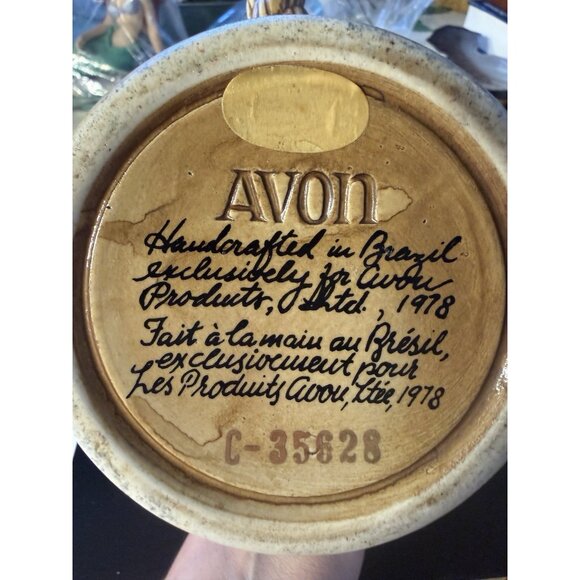 AVON
Handcrafted in Brazil
exclusively for Avon
Products, Ltd., 1978
Fait à la main au Brésil,
exclusivement pour
Les Produits Avon, Ltée, 1978
C-35628